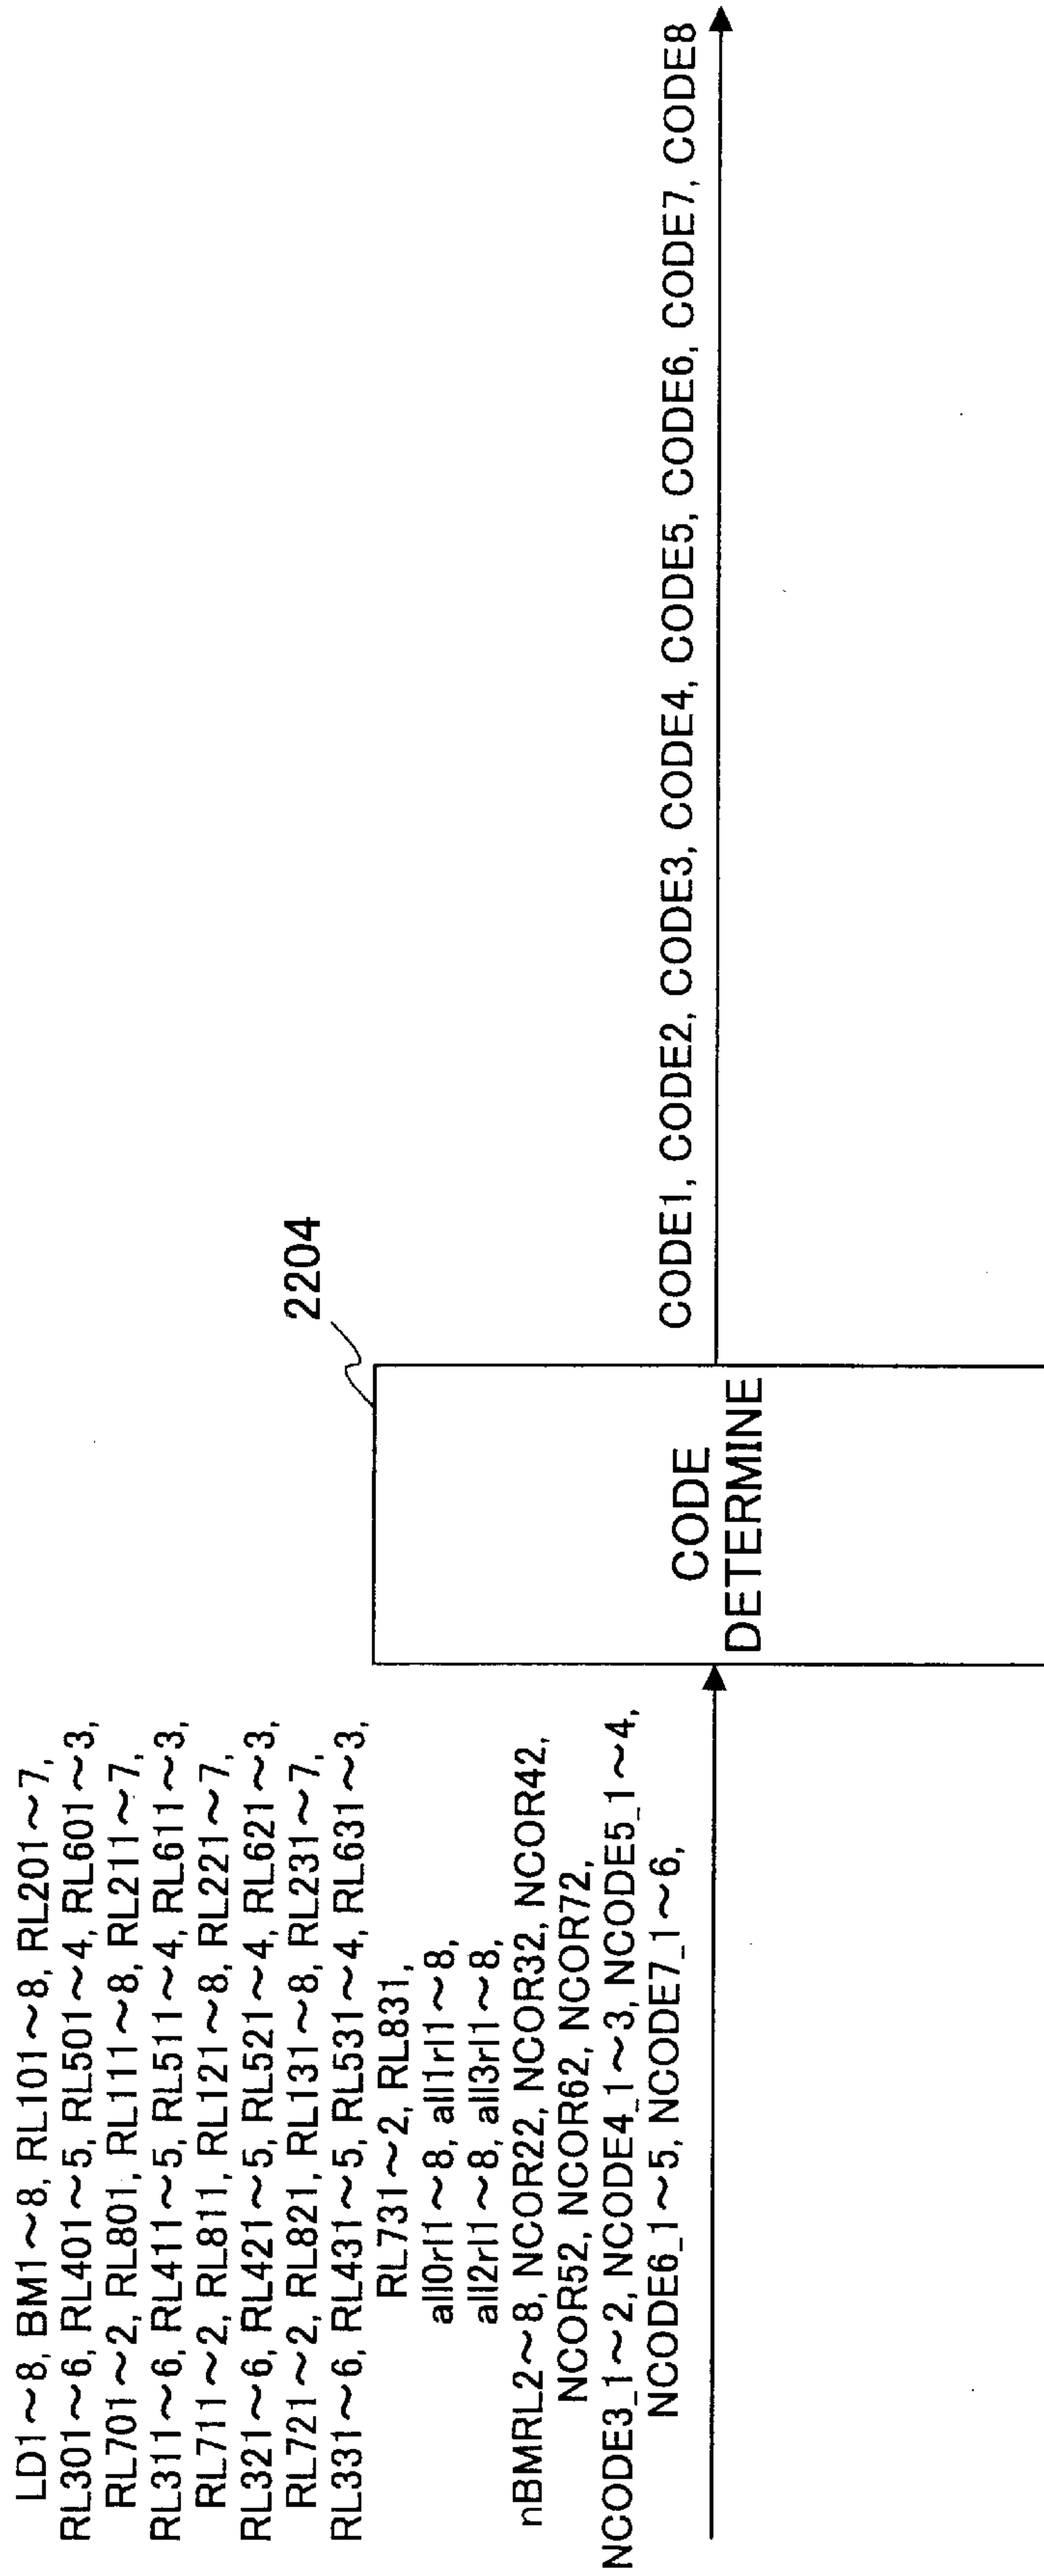 LD1~8, BM1~8, RL101~8, RL201~7,
RL301~6, RL401~5, RL501~4, RL601~3,
RL701~2, RL801, RL111~8, RL211~7,
RL311~6, RL411~5, RL511~4, RL611~3,
RL711~2, RL811, RL121~8, RL221~7,
RL321~6, RL421~5, RL521~4, RL621~3,
RL721~2, RL821, RL131~8, RL231~7,
RL331~6, RL431~5, RL531~4, RL631~3,
RL731~2, RL831,
all0rl1~8, all1rl1~8,
all2rl1~8, all3rl1~8,
nBMRL2~8, NCOR22, NCOR32, NCOR42,
NCOR52, NCOR62, NCOR72,
NCODE3_1~2, NCODE4_1~3, NCODE5_1~4,
NCODE6_1~5, NCODE7_1~6,
2204
CODE
DETERMINE
CODE1, CODE2, CODE3, CODE4, CODE5, CODE6, CODE7, CODE8